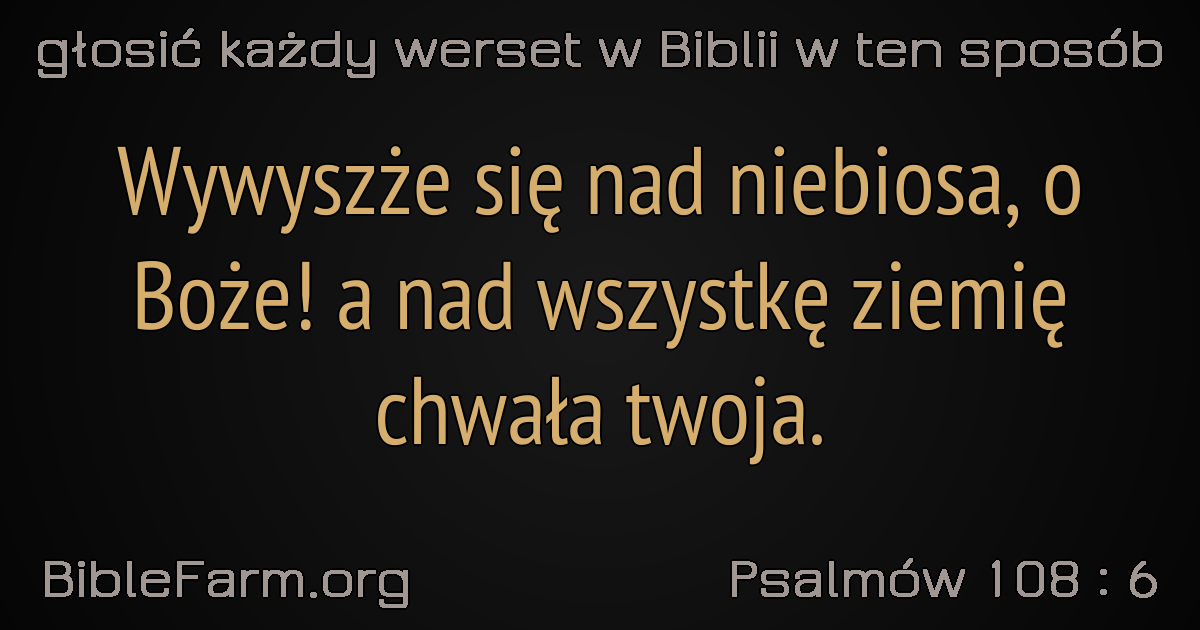 głosić każdy werset w Biblii w ten sposób
Wywyszże się nad niebiosa, o
Boże! a nad wszystkę ziemię
chwała twoja.
BibleFarm.org
Psalmów 108 : 6